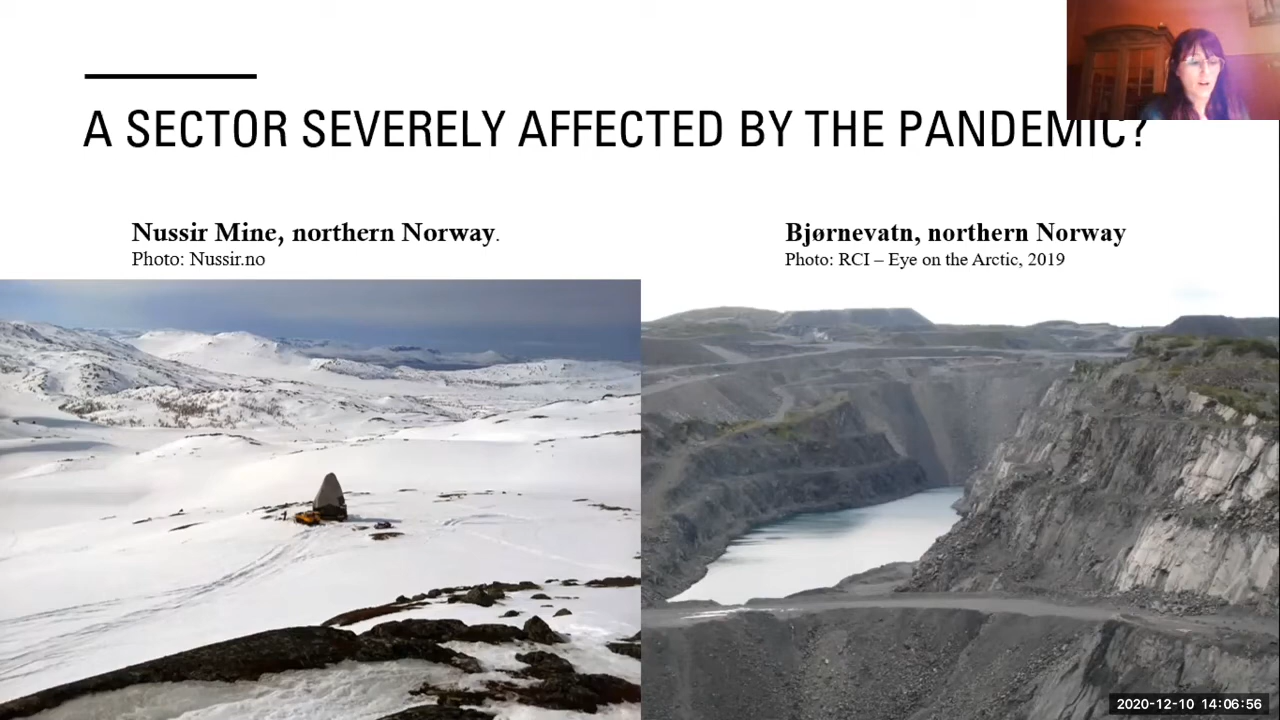 A SECTOR SEVERELY AFFECTED BY THE PANDEMIC?
Nussir Mine, northern Norway.
Photo: Nussir.no
Bjørnevatn, northern Norway
Photo: RCI – Eye on the Arctic, 2019
2020-12-10 14:06:56